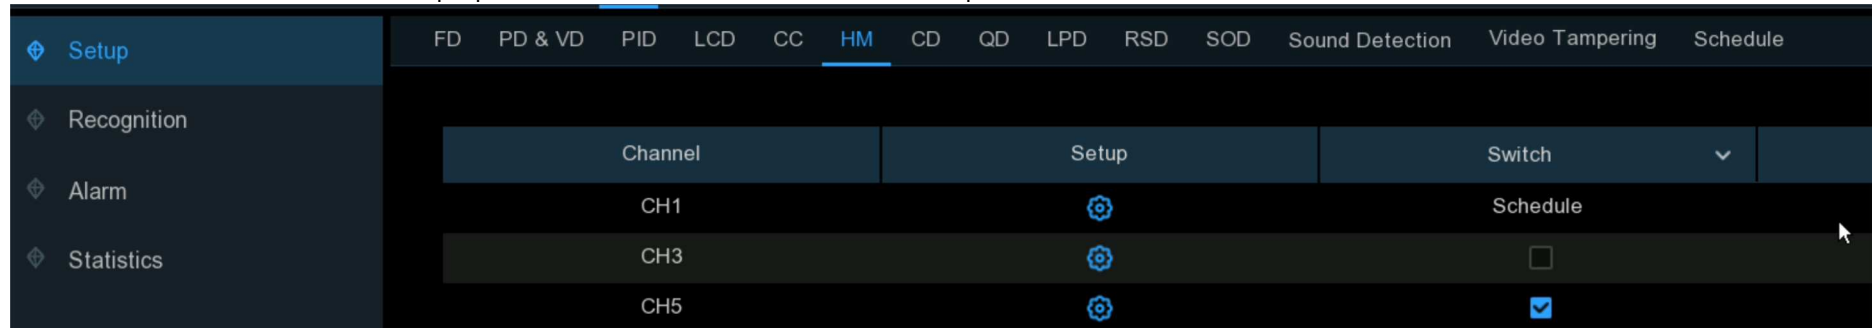 FD PD & VD PID LCD CC HM CD QD LPD RSD SOD Sound Detection Video Tampering Schedule
Setup
Recognition
Alarm
Statistics
Channel Setup Switch
CH1 Schedule
CH3
CH5